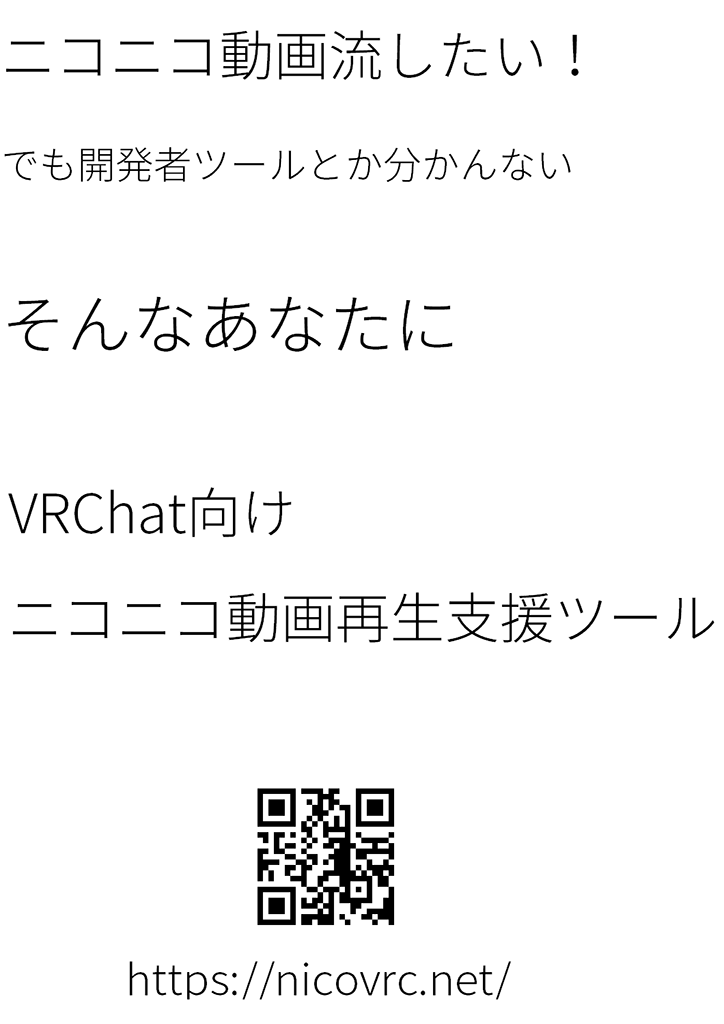 ニコニコ動画流したい！
でも開発者ツールとか分かんない
そんなあなたに
VRChat向け
ニコニコ動画再生支援ツール
https://nicovrc.net/